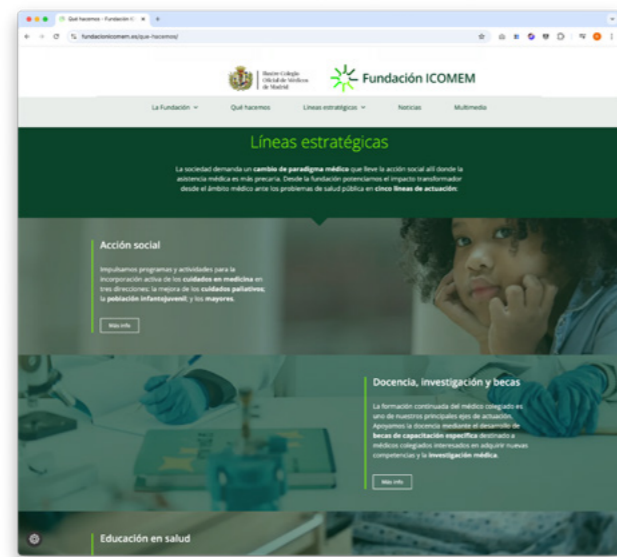 Qué hacemos - Fundación IC
fundacionicomem.es/que-hacemos/
Ilustre Colegio
Oficial de Médicos
de Madrid
Fundación ICOMEM
La Fundación
Qué hacemos
Líneas estratégicas
Noticias
Multimedia
Líneas estratégicas
La sociedad demanda un cambio de paradigma médico que lleve la acción social allí donde la
asistencia médica es más precaria. Desde la fundación potenciamos el impacto transformador
desde el ámbito médico ante los problemas de salud pública en cinco líneas de actuación:
Acción social
Impulsamos programas y actividades para la
incorporación activa de los cuidados en medicina en
tres direcciones: la mejora de los cuidados paliativos;
la población infantojuvenil; y los mayores.
Más info
Docencia, investigación y becas
La formación continuada del médico colegiado es
uno de nuestros principales ejes de actuación.
Apoyamos la docencia mediante el desarrollo de
becas de capacitación específica destinado a
médicos colegiados interesados en adquirir nuevas
competencias y la investigación médica.
Más info
Educación en salud